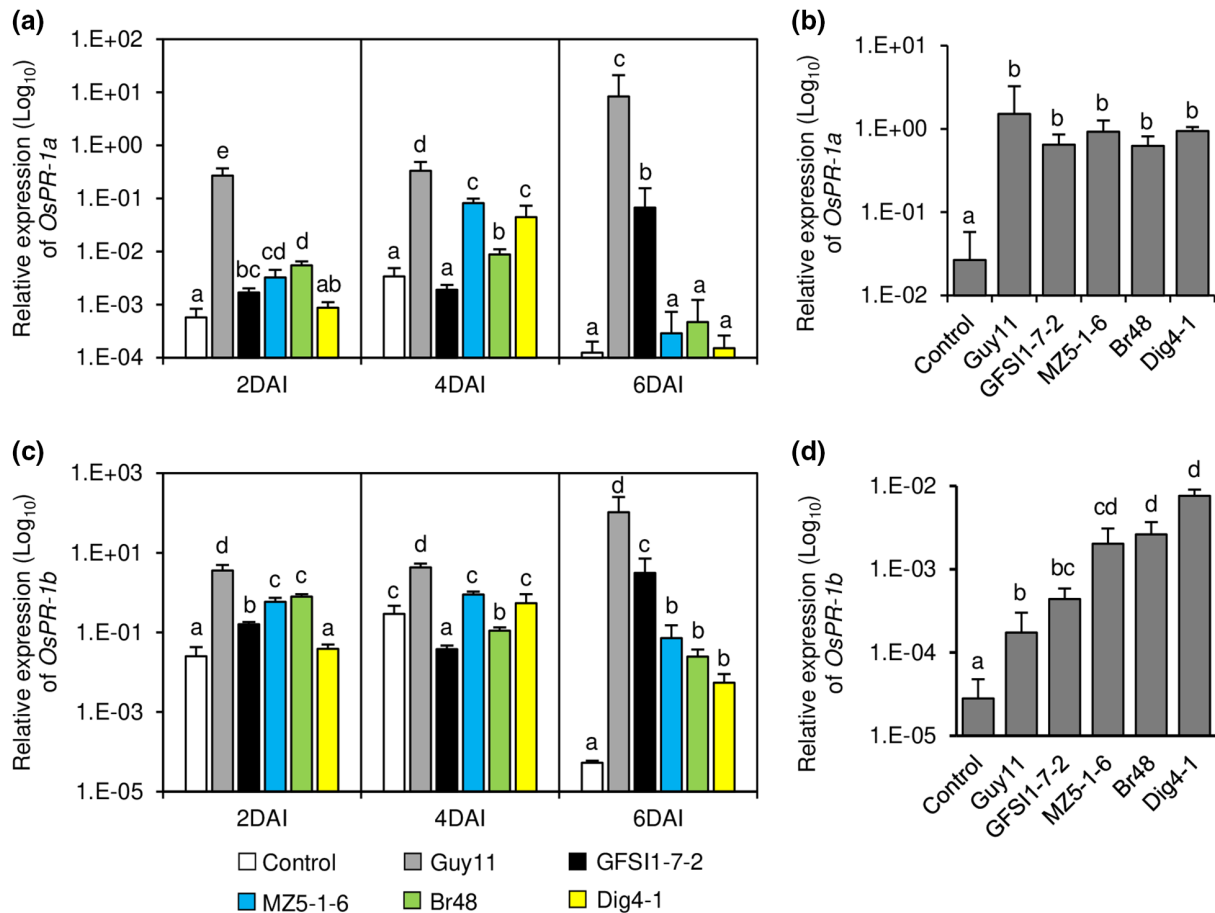 (a)
Relative expression (Log10)
of OsPR-1a
1.E+02
1.E+01
1.E+00
1.E-01
1.E-02
1.E-03
1.E-04
a e bc cd d ab
a d a c b c
a c b a a a
2DAI 4DAI 6DAI
(b)
Relative expression (Log10)
of OsPR-1a
1.E+01
1.E+00
1.E-01
1.E-02
a b b b b b
Control Guy11 GFSI1-7-2 MZ5-1-6 Br48 Dig4-1
(c)
Relative expression (Log10)
of OsPR-1b
1.E+03
1.E+01
1.E-01
1.E-03
1.E-05
a d b c c a
c d a c b c
a d c b b b
2DAI 4DAI 6DAI
(d)
Relative expression (Log10)
of OsPR-1b
1.E-02
1.E-03
1.E-04
1.E-05
a b bc cd d d
Control Guy11 GFSI1-7-2 MZ5-1-6 Br48 Dig4-1
Control Guy11 GFSI1-7-2
MZ5-1-6 Br48 Dig4-1